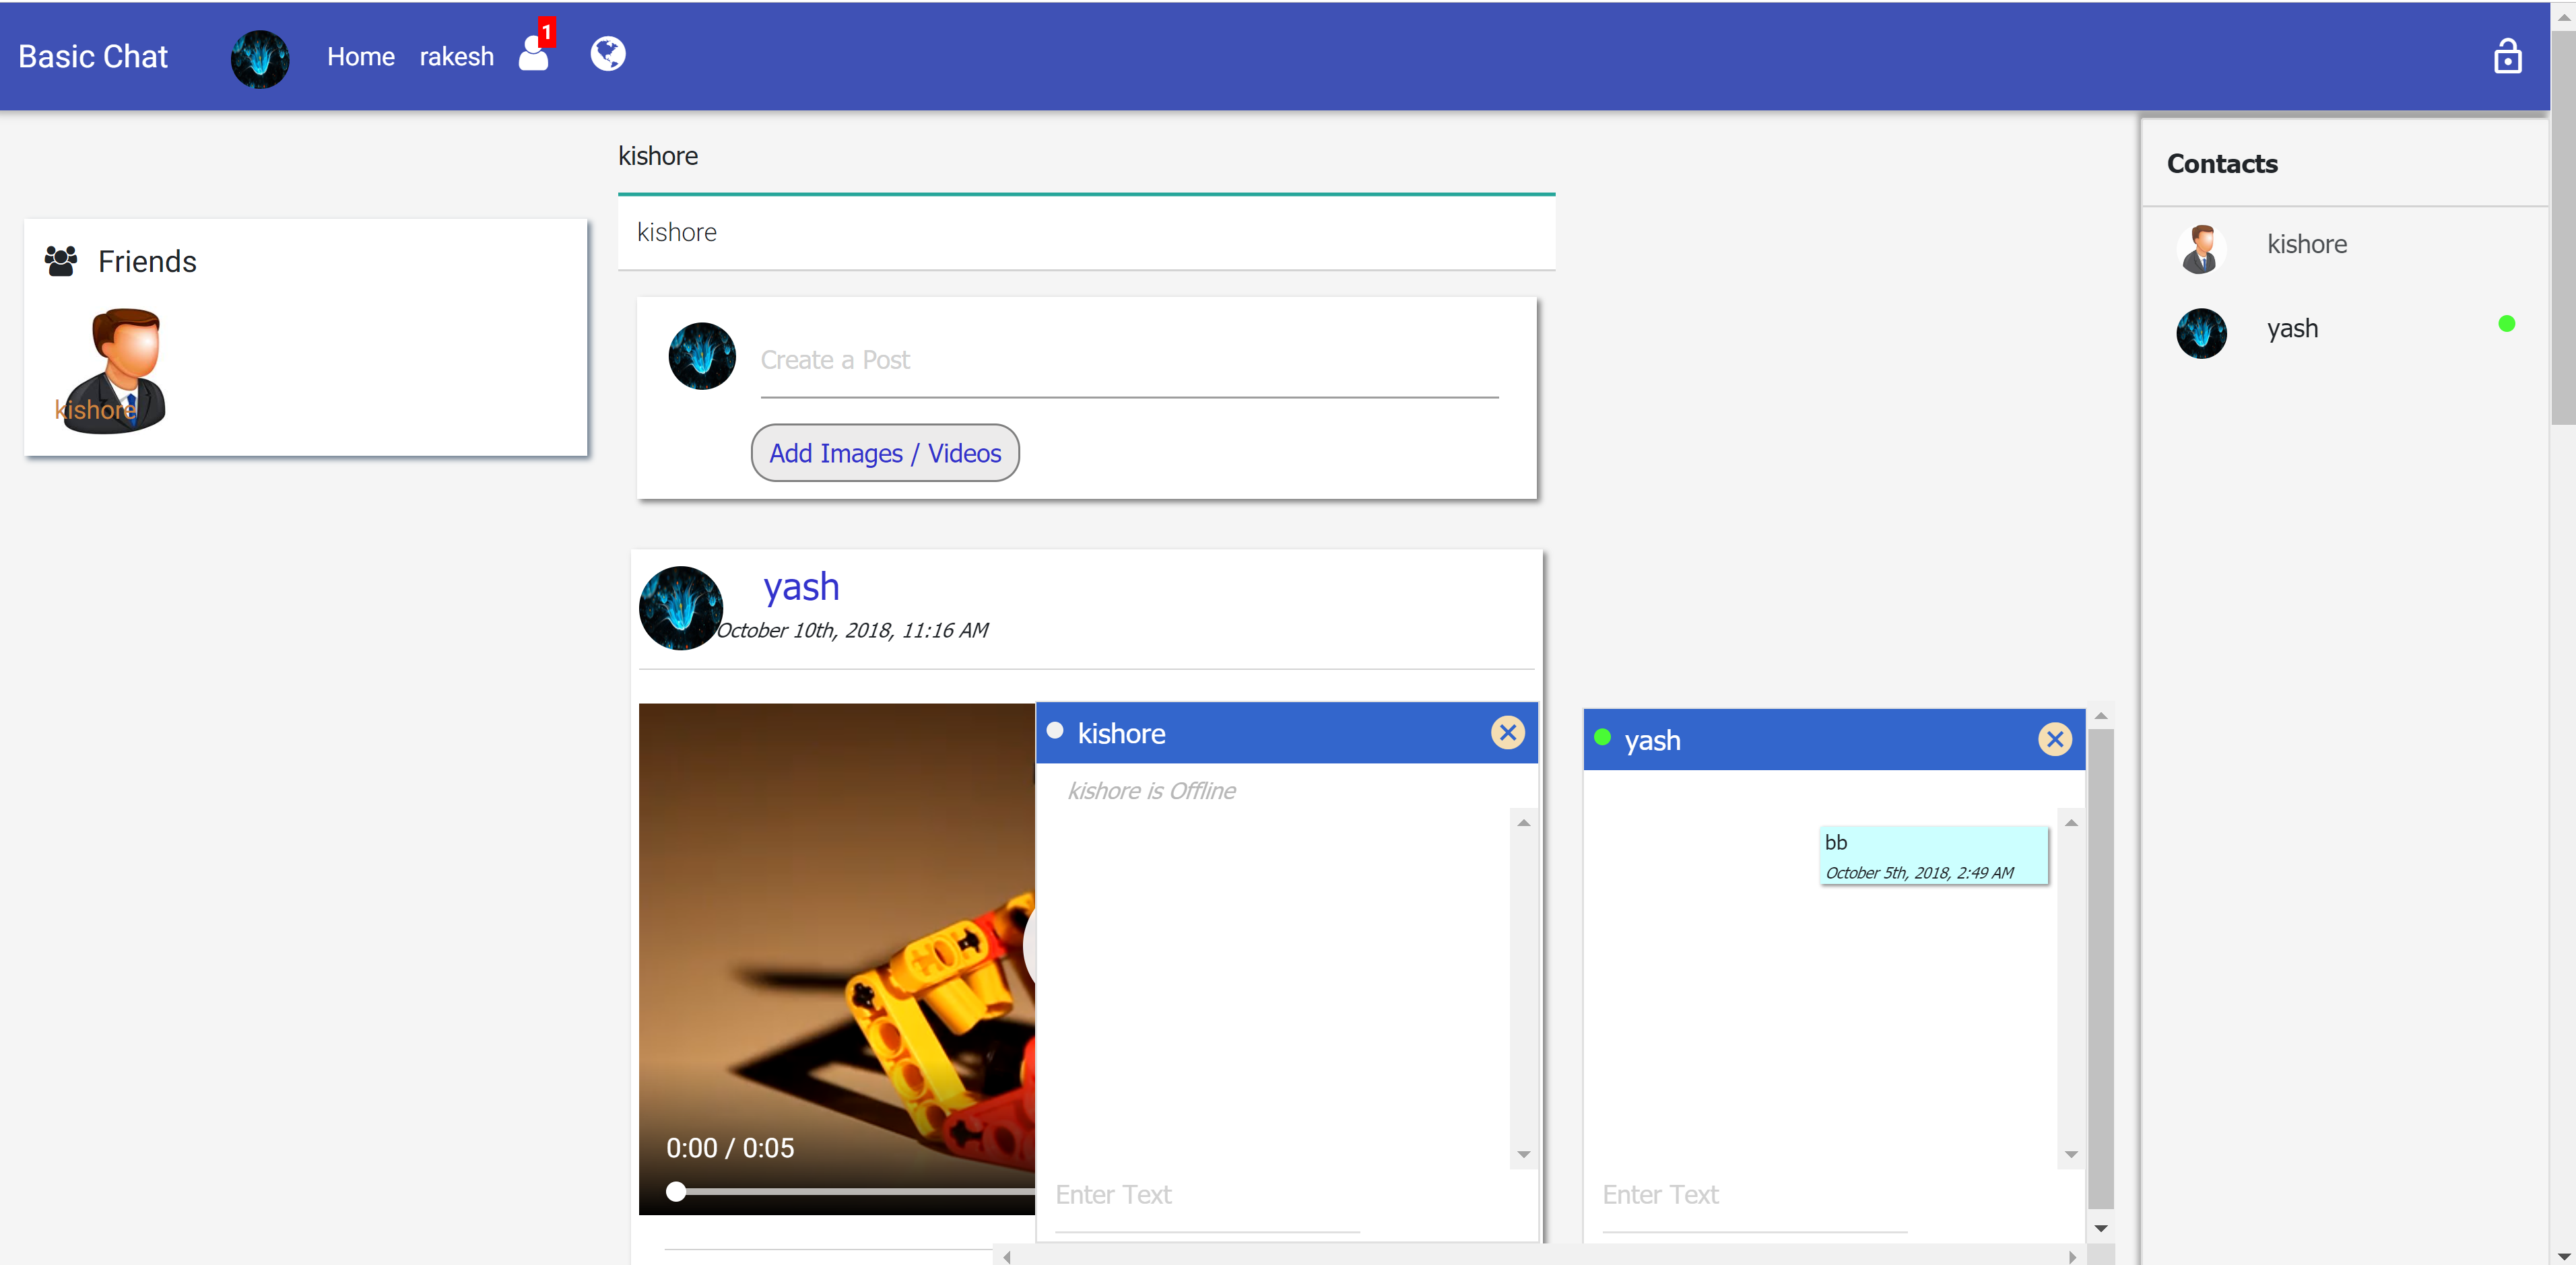 Basic Chat
Home
rakesh
1
kishore
kishore
Friends
kishore
Create a Post
Add Images / Videos
yash
October 10th, 2018, 11:16 AM
0:00 / 0:05
kishore
kishore is Offline
Enter Text
yash
bb
October 5th, 2018, 2:49 AM
Enter Text
Contacts
kishore
yash